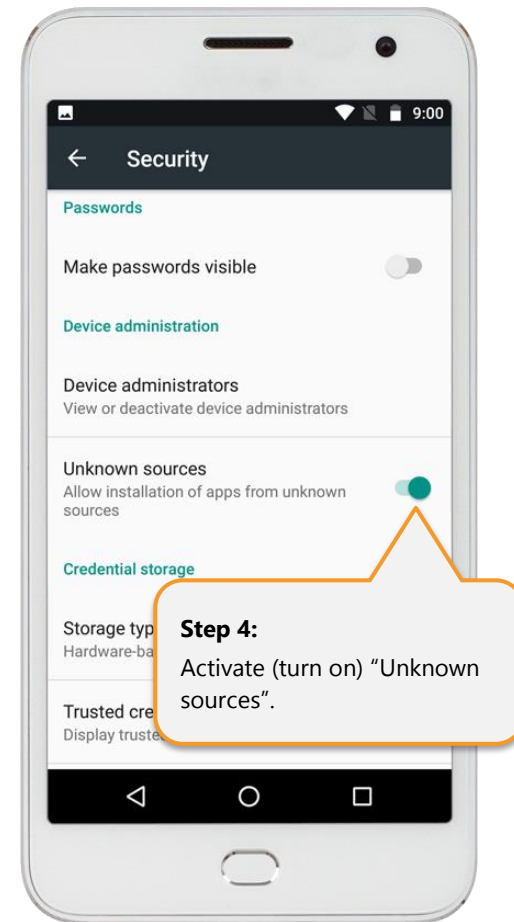 9:00
Security
Passwords
Make passwords visible
Device administration
Device administrators
View or deactivate device administrators
Unknown sources
Allow installation of apps from unknown
sources
Credential storage
Storage typ
Hardware-ba
Step 4:
Activate (turn on) “Unknown
sources”.
Trusted cre
Display truste